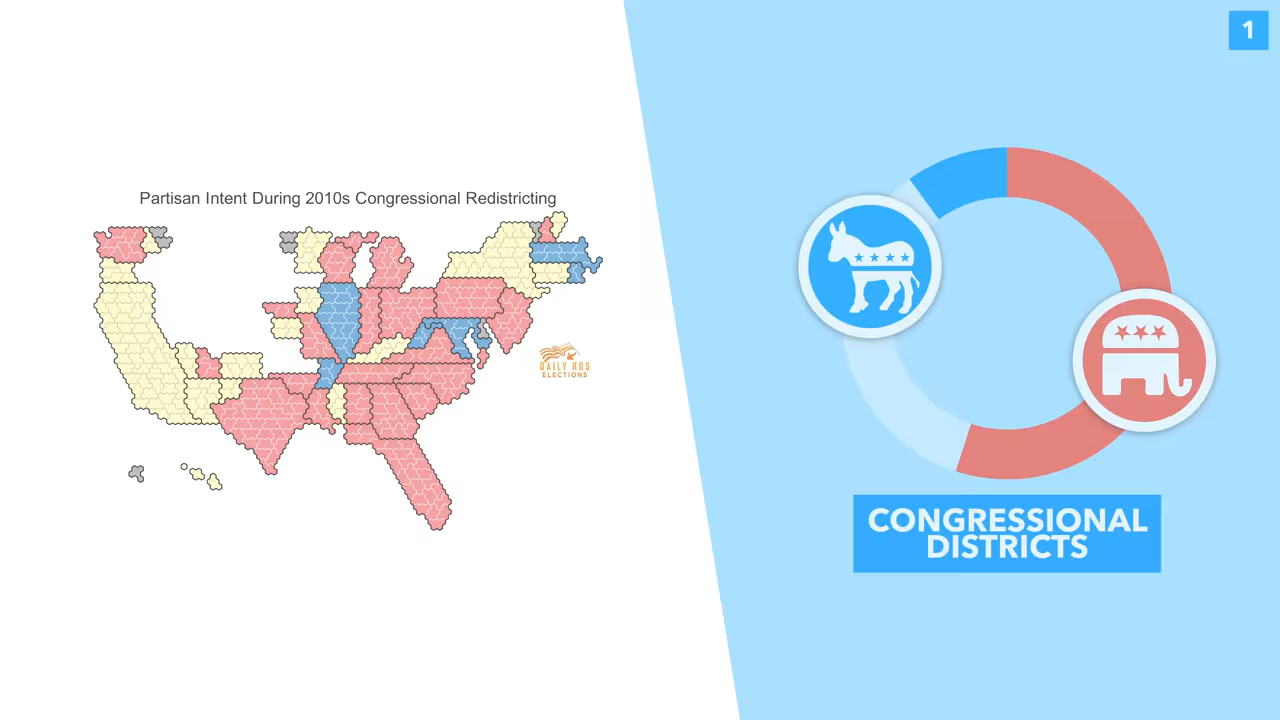 1
Partisan Intent During 2010s Congressional Redistricting
DAILY KOS
ELECTIONS
CONGRESSIONAL
DISTRICTS